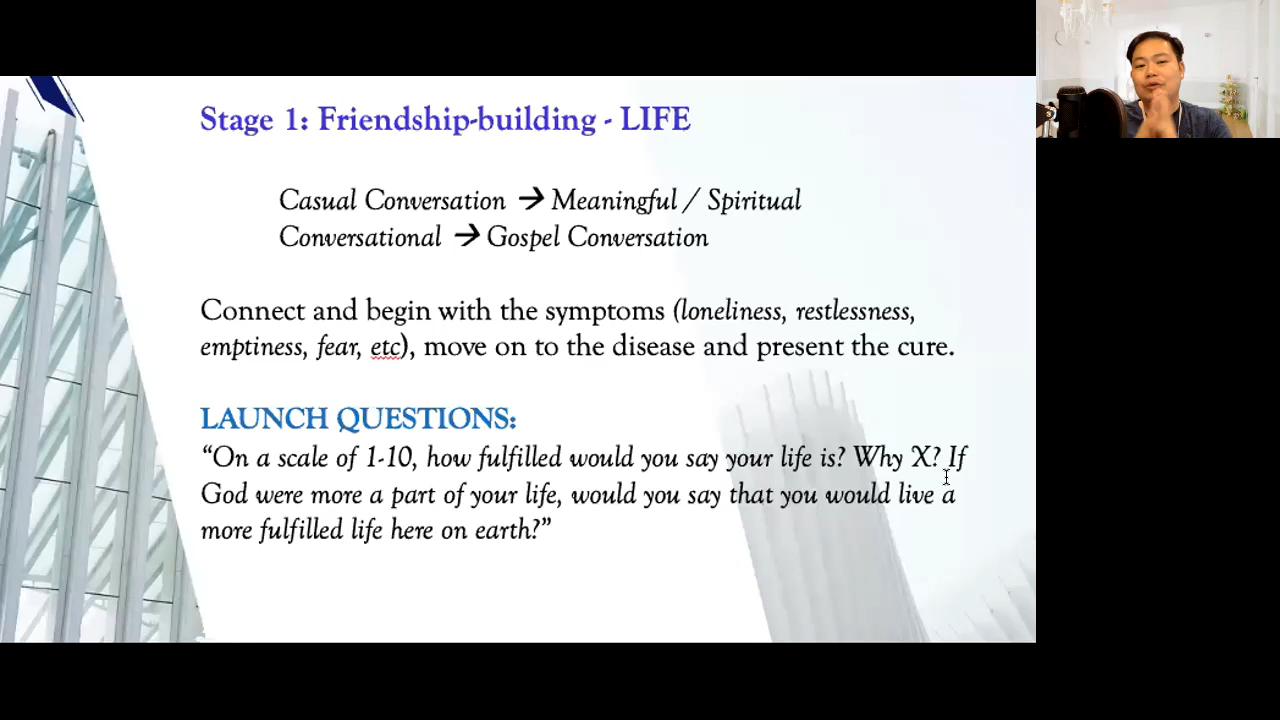 Stage 1: Friendship-building - LIFE
Casual Conversation → Meaningful / Spiritual
Conversational → Gospel Conversation
Connect and begin with the symptoms (loneliness, restlessness,
emptiness, fear, etc), move on to the disease and present the cure.
LAUNCH QUESTIONS:
“On a scale of 1-10, how fulfilled would you say your life is? Why X? If
God were more a part of your life, would you say that you would live a
more fulfilled life here on earth?”